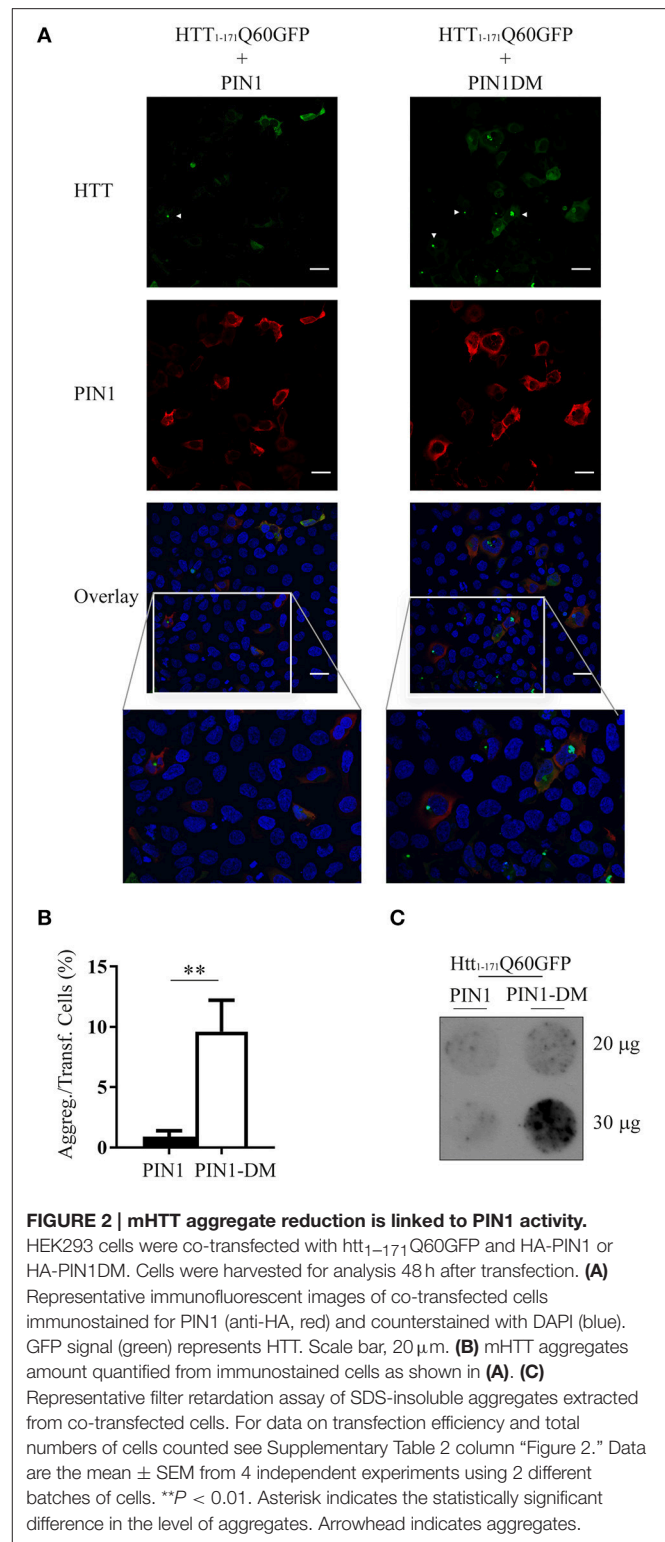 A
HTT₁₋₁₇₁Q60GFP
+
PIN1
HTT₁₋₁₇₁Q60GFP
+
PIN1DM
HTT
PIN1
Overlay
B
Aggreg./Transf. Cells (%)
15
10
5
0
**
PIN1
PIN1-DM
C
Htt₁₋₁₇₁Q60GFP
PIN1
PIN1-DM
20 µg
30 µg
FIGURE 2 | mHTT aggregate reduction is linked to PIN1 activity.
HEK293 cells were co-transfected with htt₁₋₁₇₁Q60GFP and HA-PIN1 or
HA-PIN1DM. Cells were harvested for analysis 48 h after transfection. (A)
Representative immunofluorescent images of co-transfected cells
immunostained for PIN1 (anti-HA, red) and counterstained with DAPI (blue).
GFP signal (green) represents HTT. Scale bar, 20 µm. (B) mHTT aggregates
amount quantified from immunostained cells as shown in (A). (C)
Representative filter retardation assay of SDS-insoluble aggregates extracted
from co-transfected cells. For data on transfection efficiency and total
numbers of cells counted see Supplementary Table 2 column “Figure 2.” Data
are the mean ± SEM from 4 independent experiments using 2 different
batches of cells. **P < 0.01. Asterisk indicates the statistically significant
difference in the level of aggregates. Arrowhead indicates aggregates.